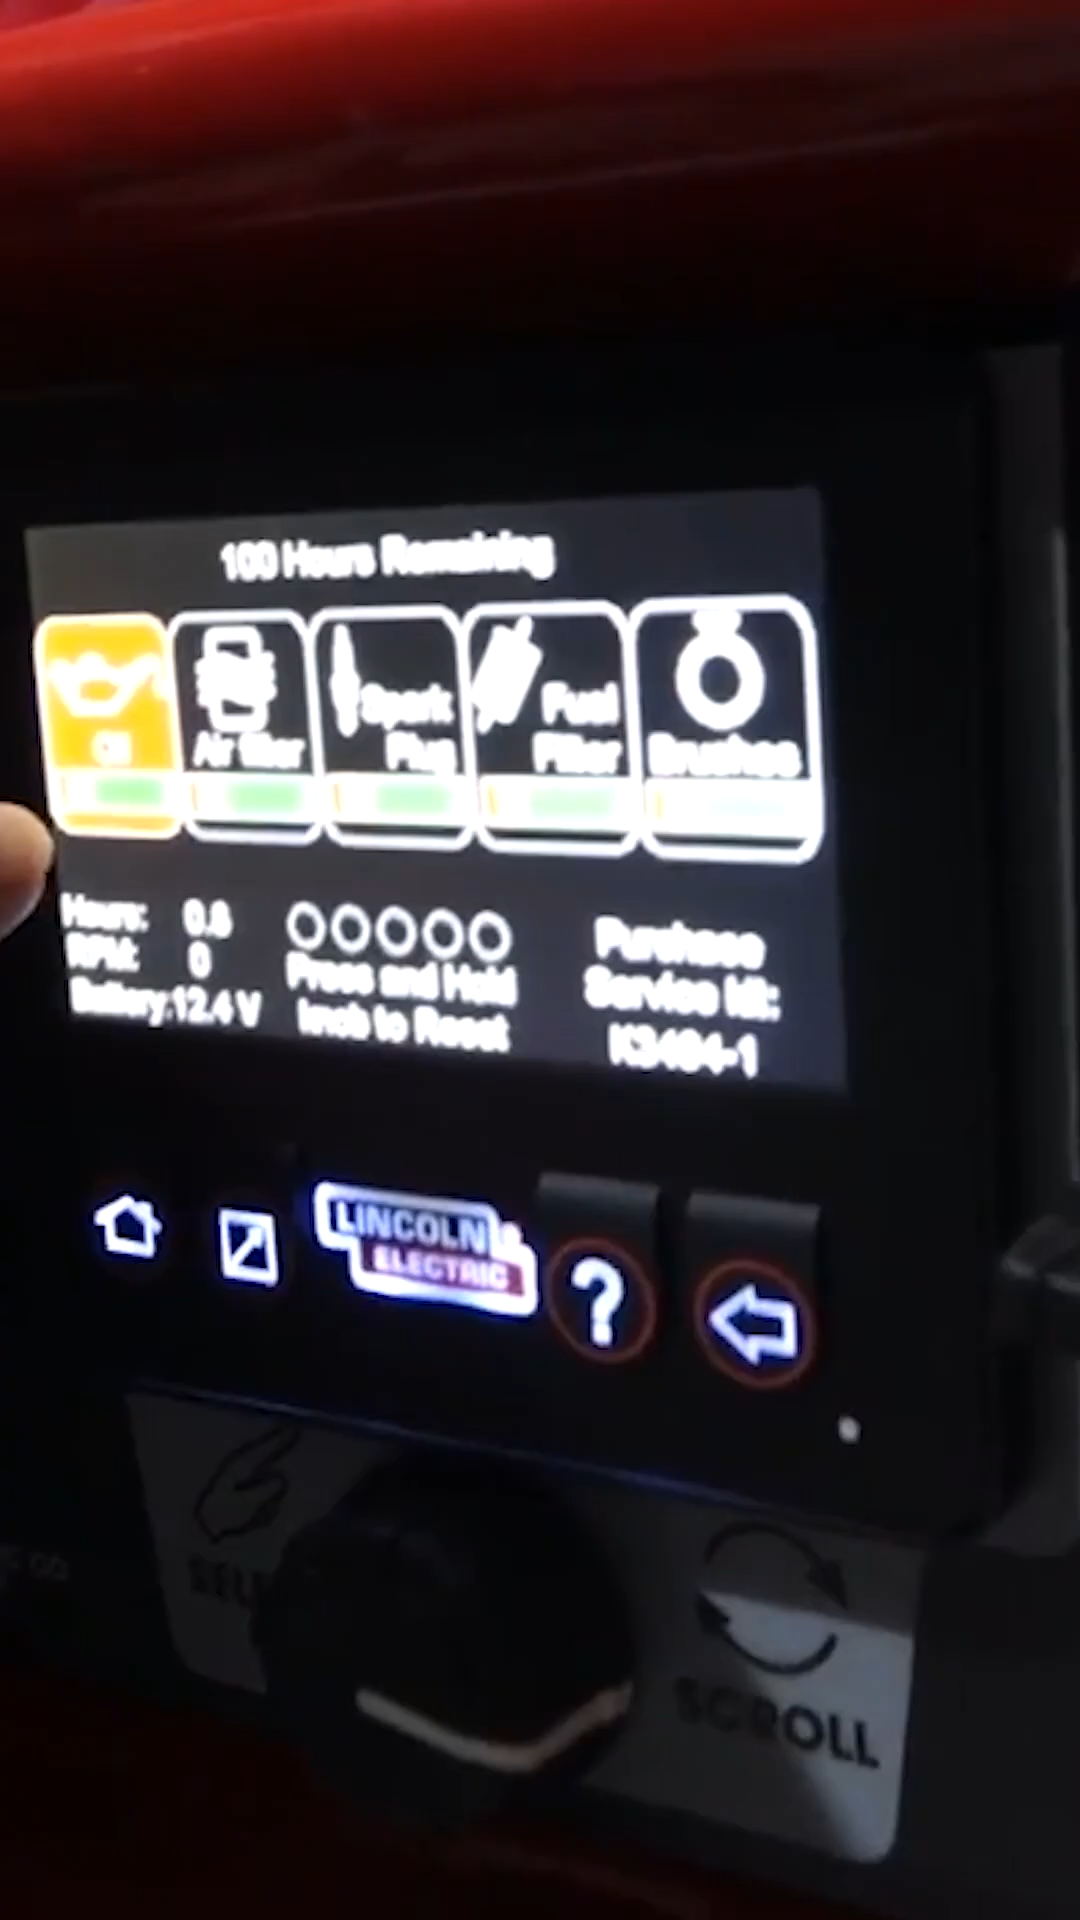 100 Hours Remaining
Oil
Air filter
Spark
Plug
Fuel
Filter
Brushes
Hours: 0.8
RPM: 0
Battery:12.4 V
Press and Hold
knob to Reset
Purchase
Service kit:
K3484-1
LINCOLN
ELECTRIC
?
SCROLL